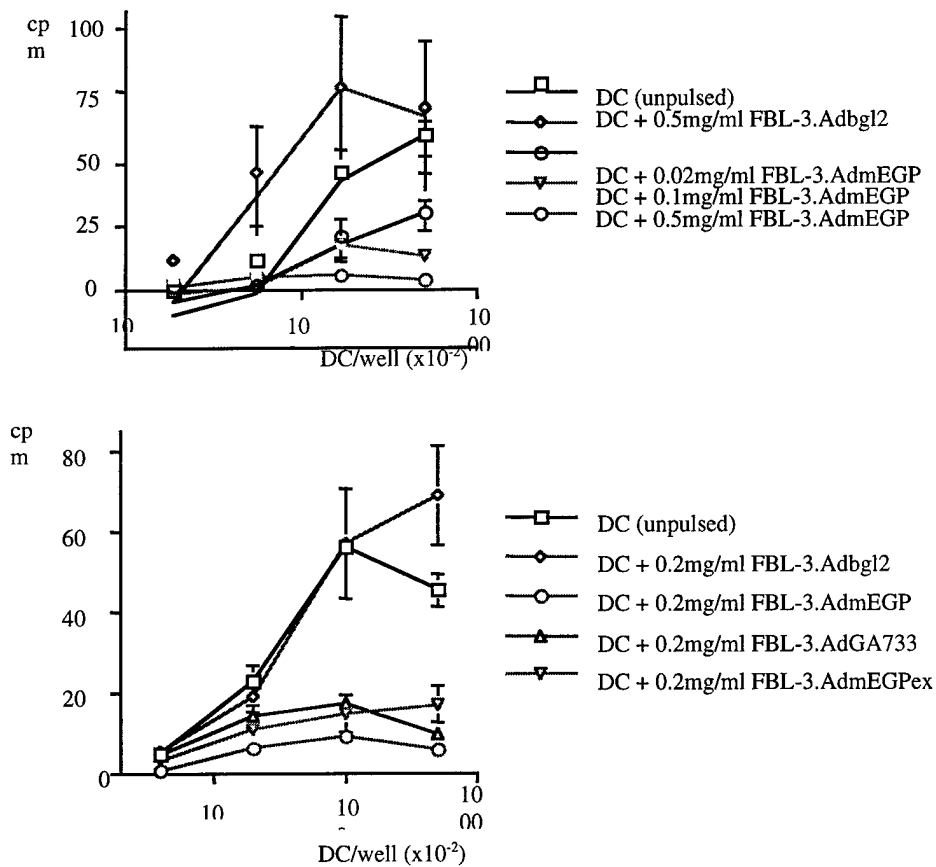 cp
m
100
75
50
25
0
10
10
10
00
DC/well (x10-2)
DC (unpulsed)
DC + 0.5mg/ml FBL-3.Adbgl2
DC + 0.02mg/ml FBL-3.AdmEGP
DC + 0.1mg/ml FBL-3.AdmEGP
DC + 0.5mg/ml FBL-3.AdmEGP
cp
m
80
60
40
20
0
10
10
10
00
DC/well (x10-2)
DC (unpulsed)
DC + 0.2mg/ml FBL-3.Adbgl2
DC + 0.2mg/ml FBL-3.AdmEGP
DC + 0.2mg/ml FBL-3.AdGA733
DC + 0.2mg/ml FBL-3.AdmEGPex